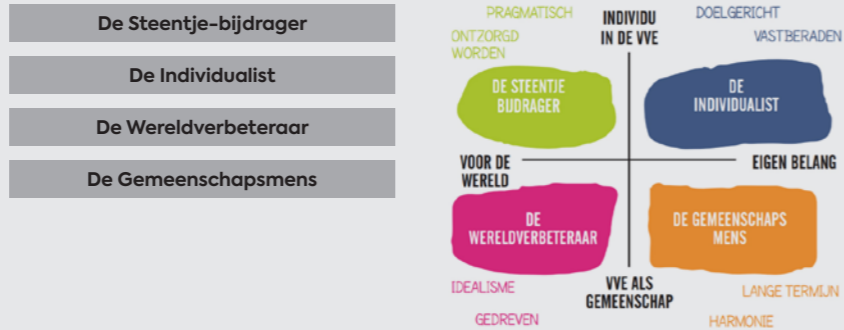 De Steentje-bijdrager
De Individualist
De Wereldverbeteraar
De Gemeenschapsmens
PRAGMATISCH
INDIVIDU
IN DE VVE
DOELGERICHT
ONTZORGD
WORDEN
VASTBERADEN
DE STEENTJE
BIJDRAGER
DE
INDIVIDUALIST
VOOR DE
WERELD
EIGEN BELANG
DE
WERELDVERBETERAAR
DE GEMEENSCHAPS
MENS
IDEALISME
VVE ALS
GEMEENSCHAP
LANGE TERMIJN
GEDREVEN
HARMONIE